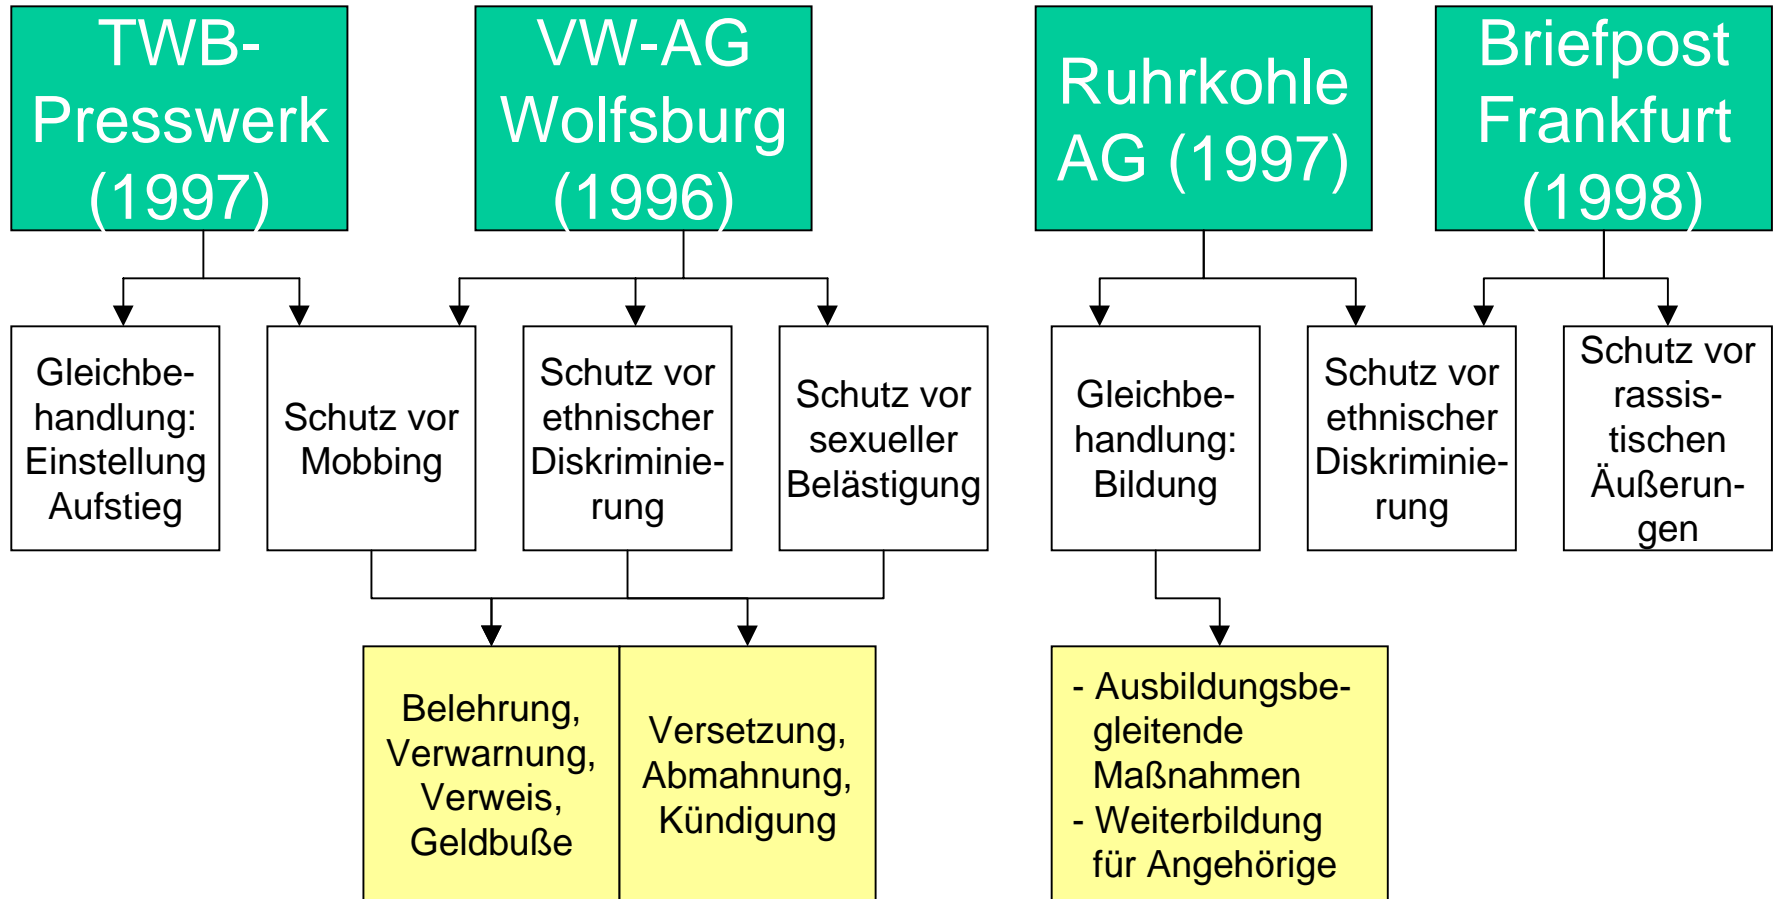 TWB-
Presswerk
(1997)
VW-AG
Wolfsburg
(1996)
Ruhrkohle
AG (1997)
Briefpost
Frankfurt
(1998)
Gleichbe-
handlung:
Einstellung
Aufstieg
Schutz vor
Mobbing
Schutz vor
ethnischer
Diskriminie-
rung
Schutz vor
sexueller
Belästigung
Gleichbe-
handlung:
Bildung
Schutz vor
ethnischer
Diskriminie-
rung
Schutz vor
rassis-
tischen
Äußerun-
gen
Belehrung,
Verwarnung,
Verweis,
Geldbuße
Versetzung,
Abmahnung,
Kündigung
- Ausbildungsbe-
gleitende
Maßnahmen
- Weiterbildung
für Angehörige